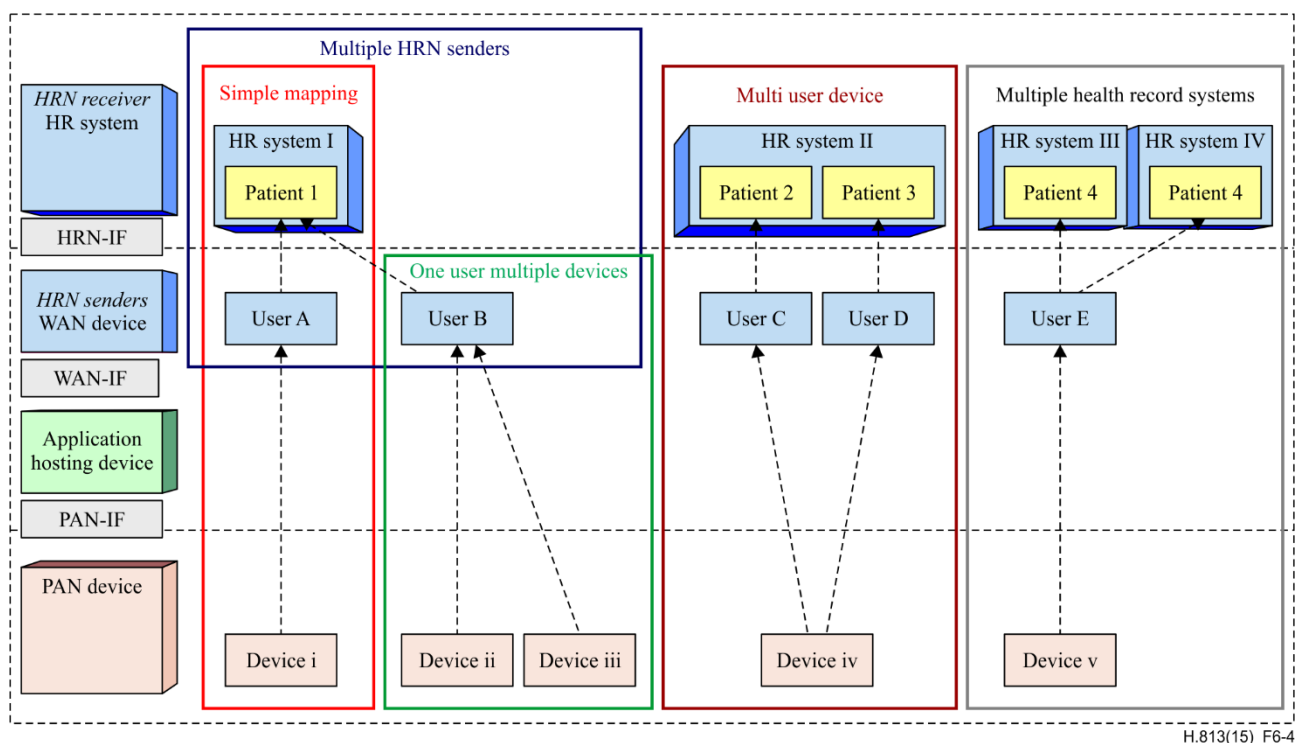 Multiple HRN senders
Simple mapping
Multi user device
Multiple health record systems
HRN receiver
HR system
HR system I
HR system II
HR system III
HR system IV
Patient 1
Patient 2
Patient 3
Patient 4
Patient 4
HRN-IF
One user multiple devices
HRN senders
WAN device
User A
User B
User C
User D
User E
WAN-IF
Application
hosting device
PAN-IF
PAN device
Device i
Device ii
Device iii
Device iv
Device v
H.813(15)_F6-4